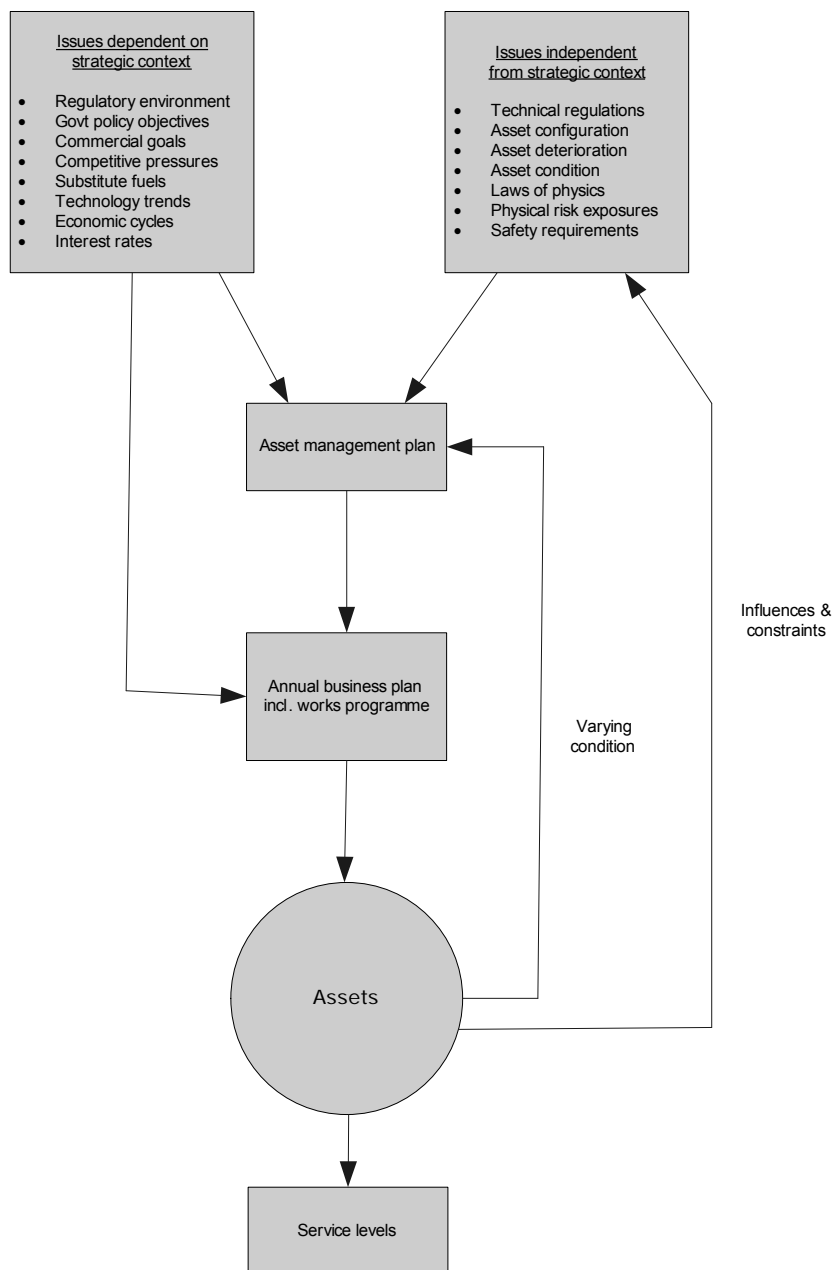 Issues dependent on
strategic context
• Regulatory environment
• Govt policy objectives
• Commercial goals
• Competitive pressures
• Substitute fuels
• Technology trends
• Economic cycles
• Interest rates
Issues independent
from strategic context
• Technical regulations
• Asset configuration
• Asset deterioration
• Asset condition
• Laws of physics
• Physical risk exposures
• Safety requirements
Asset management plan
Influences &
constraints
Annual business plan
incl. works programme
Varying
condition
Assets
Service levels